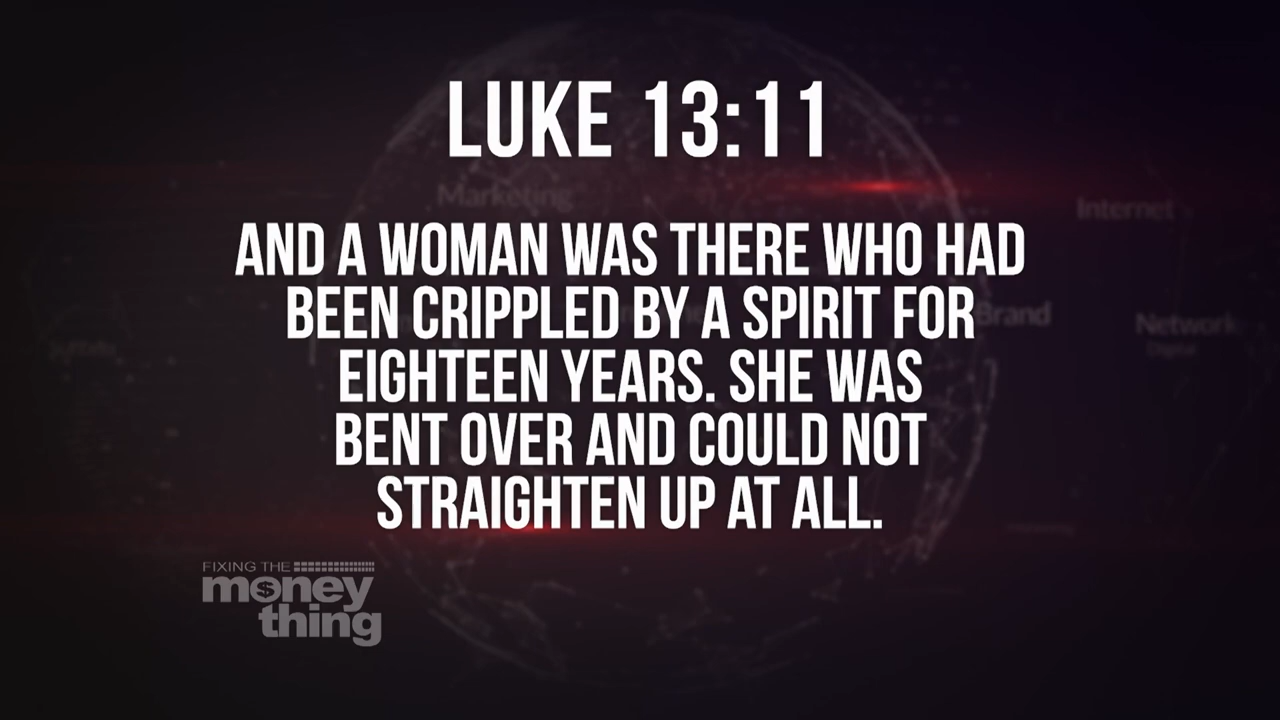 LUKE 13:11
Marketing
Internet
AND A WOMAN WAS THERE WHO HAD
BEEN CRIPPLED BY A SPIRIT FOR
Brand
Network
Digital
EIGHTEEN YEARS. SHE WAS
BENT OVER AND COULD NOT
STRAIGHTEN UP AT ALL.
FIXING THE
money
thing